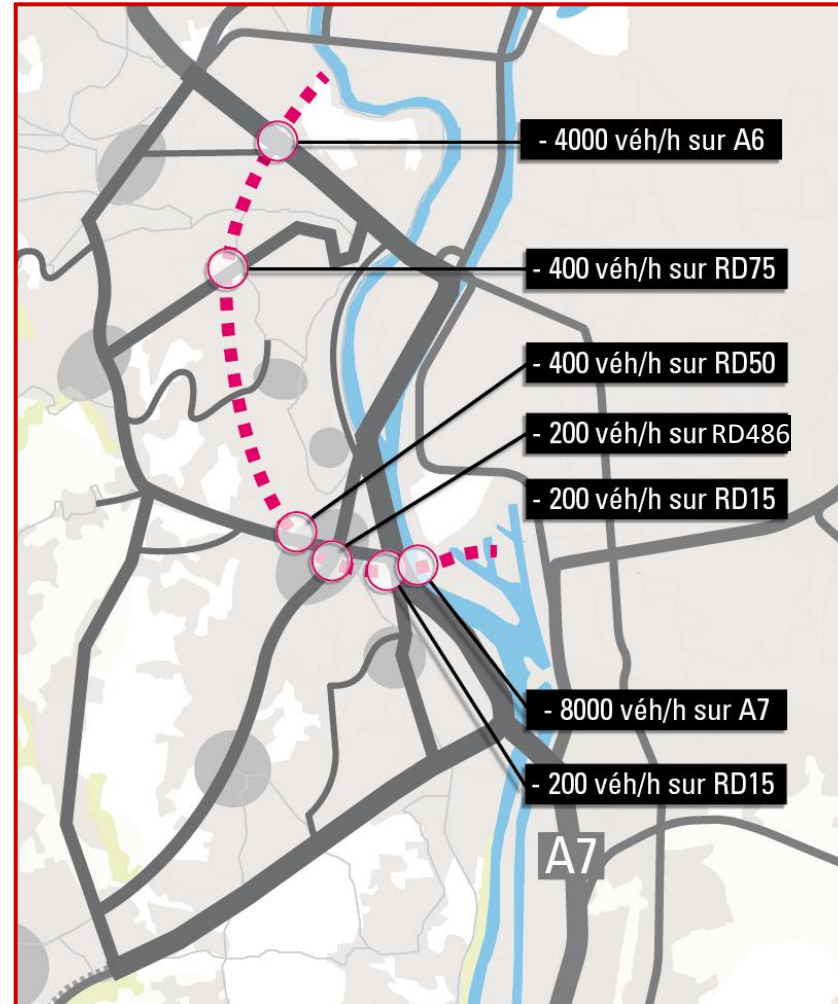 - 4000 véh/h sur A6
- 400 véh/h sur RD75
- 400 véh/h sur RD50
- 200 véh/h sur RD486
- 200 véh/h sur RD15
- 8000 véh/h sur A7
- 200 véh/h sur RD15
A7